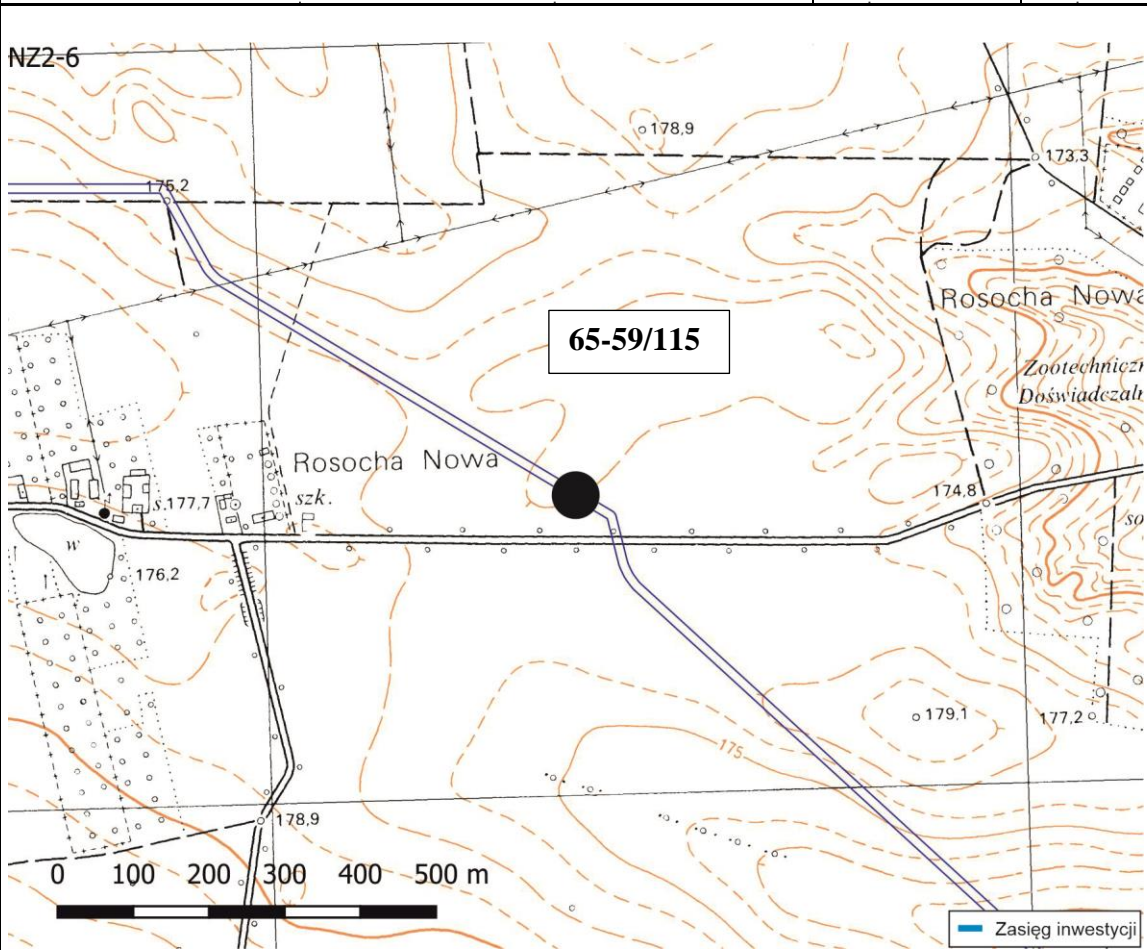 NZ2-6
178,9
173,3
175,2
Rosocha Nowa
65-59/115
Zootechniczn
Doświadczaln
Rosocha Nowa
szk.
s.177,7
174,8
so
w
176,2
179,1
177,2
175
178,9
0 100 200 300 400 500 m
Zasięg inwestycji